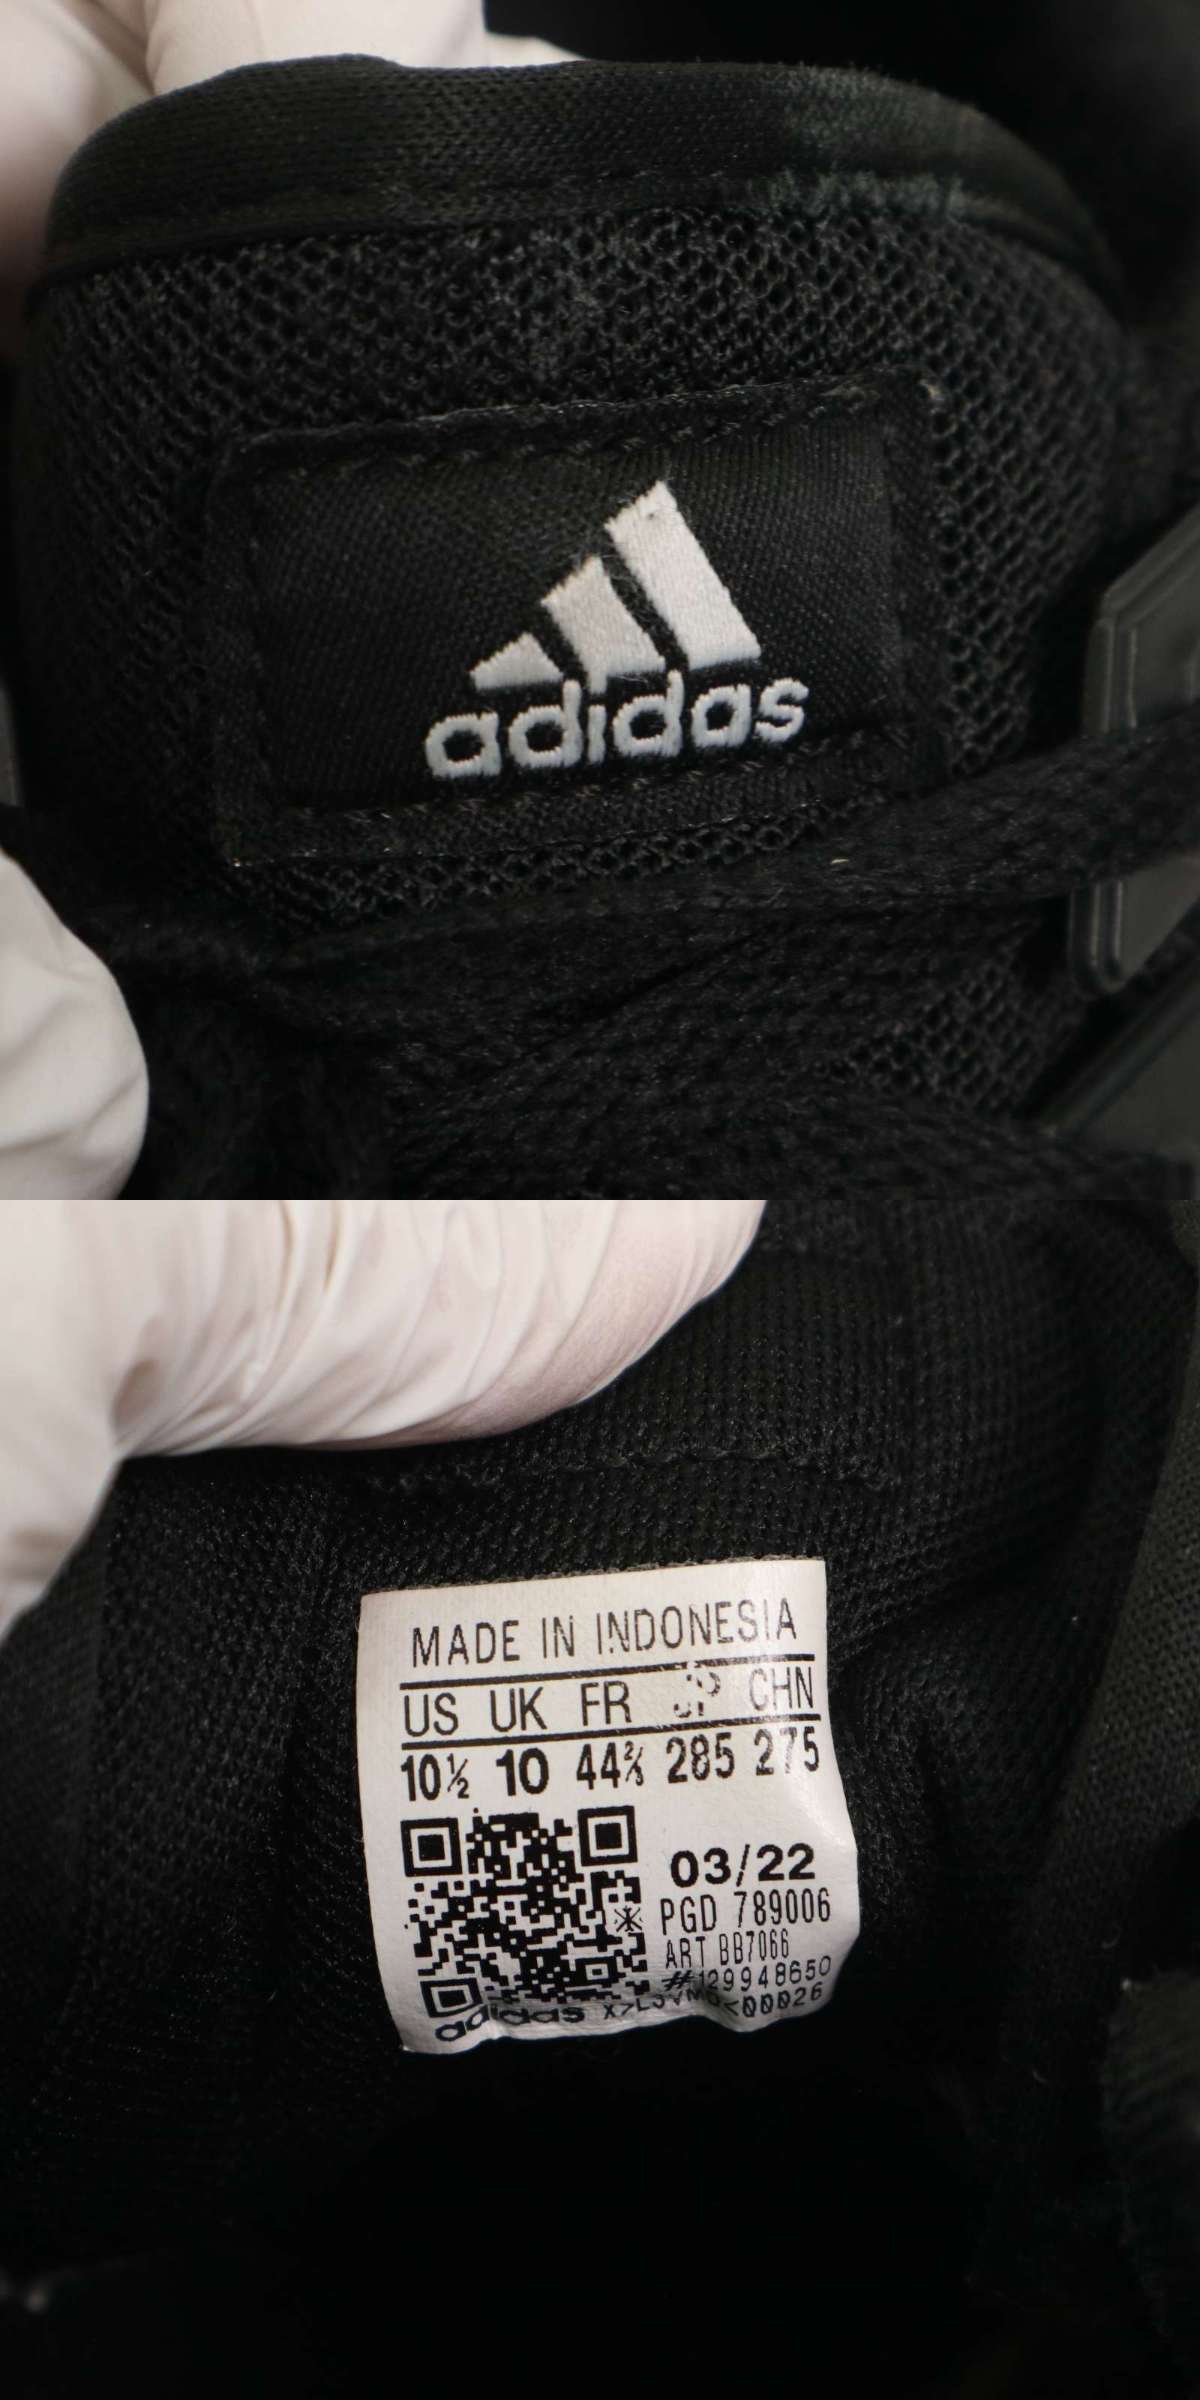 adidas
MADE IN INDONESIA
US UK FR JP CHN
10½ 10 44⅔ 285 275
03/22
PGD 789006
ART BB7066
#129948650
adidas